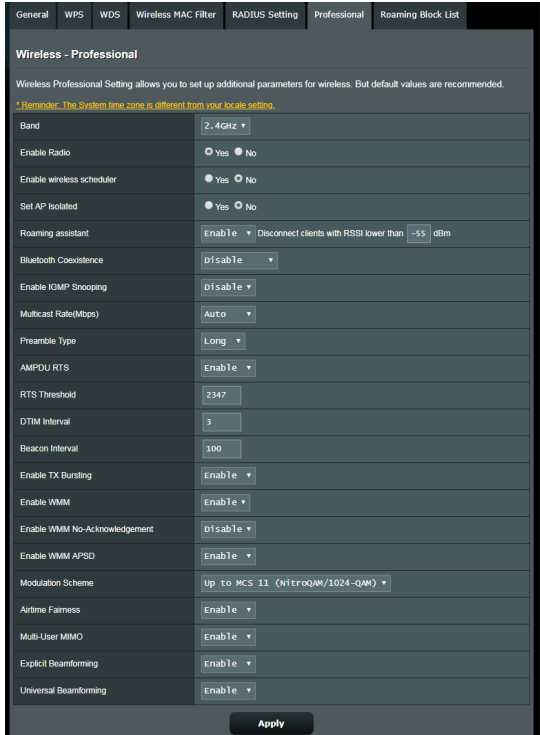 General WPS WDS Wireless MAC Filter RADIUS Setting Professional Roaming Block List
Wireless - Professional
Wireless Professional Setting allows you to set up additional parameters for wireless. But default values are recommended.
* Reminder: The System time zone is different from your locale setting.
Band 2.4GHz
Enable Radio Yes No
Enable wireless scheduler Yes No
Set AP Isolated Yes No
Roaming assistant Enable Disconnect clients with RSSI lower than -55 dBm
Bluetooth Coexistence Disable
Enable IGMP Snooping Disable
Multicast Rate(Mbps) Auto
Preamble Type Long
AMPDU RTS Enable
RTS Threshold 2347
DTIM Interval 3
Beacon Interval 100
Enable TX Bursting Enable
Enable WMM Enable
Enable WMM No-Acknowledgement Disable
Enable WMM APSD Enable
Modulation Scheme Up to MCS 11 (NitroQAM/1024-QAM)
Airtime Fairness Enable
Multi-User MIMO Enable
Explicit Beamforming Enable
Universal Beamforming Enable
Apply